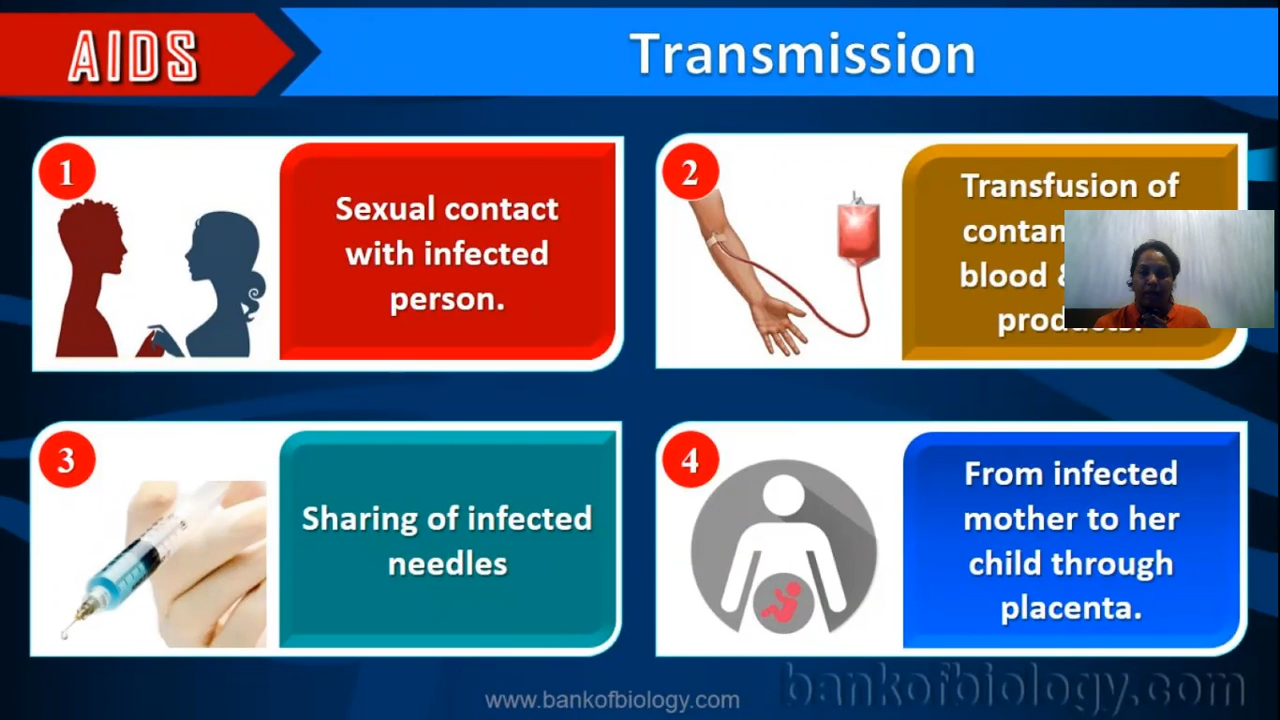 AIDS
Transmission
1
Sexual contact
with infected
person.
2
Transfusion of
blood
3
Sharing of infected
needles
4
From infected
mother to her
child through
placenta.
www.bankofbiology.com
bankofbiology.com